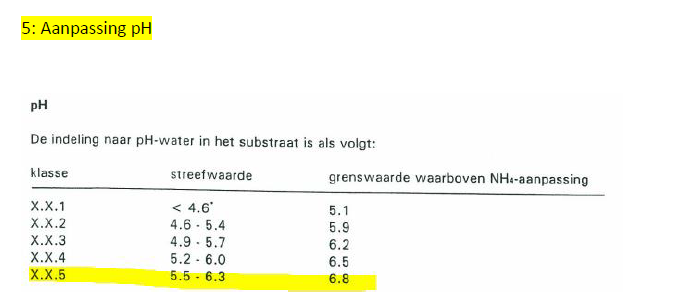 5: Aanpassing pH
pH
De indeling naar pH-water in het substraat is als volgt:
klasse streefwaarde grenswaarde waarboven NH₄-aanpassing
X.X.1 < 4.6* 5.1
X.X.2 4.6 - 5.4 5.9
X.X.3 4.9 - 5.7 6.2
X.X.4 5.2 - 6.0 6.5
X.X.5 5.5 - 6.3 6.8